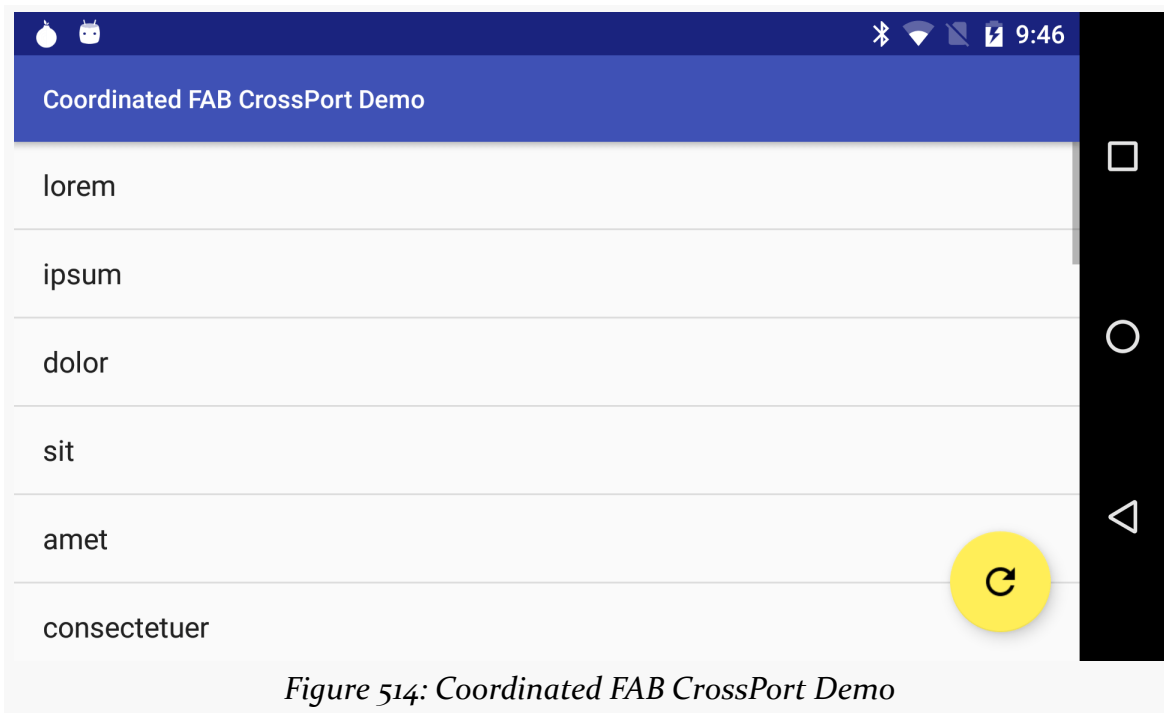 9:46
Coordinated FAB CrossPort Demo
lorem
ipsum
dolor
sit
amet
consectetuer
Figure 514: Coordinated FAB CrossPort Demo